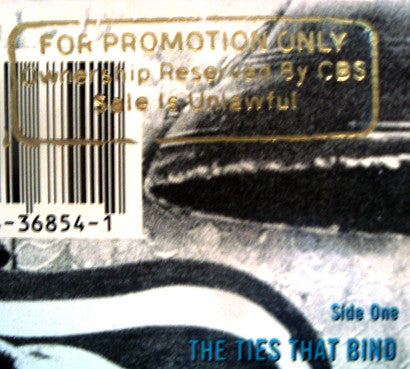 FOR PROMOTION ONLY
Ownership Reserved By CBS
Sale Is Unlawful
-36854-1
Side One
THE TIES THAT BIND